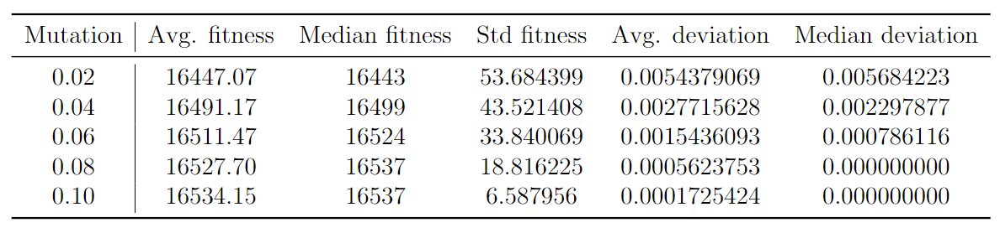 Mutation Avg. fitness Median fitness Std fitness Avg. deviation Median deviation
0.02 16447.07 16443 53.684399 0.0054379069 0.005684223
0.04 16491.17 16499 43.521408 0.0027715628 0.002297877
0.06 16511.47 16524 33.840069 0.0015436093 0.000786116
0.08 16527.70 16537 18.816225 0.0005623753 0.000000000
0.10 16534.15 16537 6.587956 0.0001725424 0.000000000